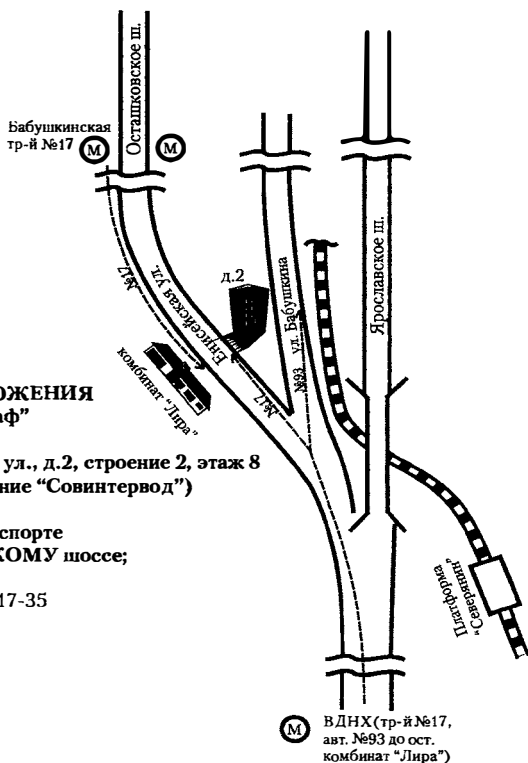 Осташковское ш.
Бабушкинская
тр-й №17
М
М
№17
Енисейская ул.
д.2
комбинат "Лира"
№17
№93
ул. Бабушкина
Ярославское ш.
ОЖЕНИЯ
аф"
ул., д.2, строение 2, этаж 8
ние "Совинтервод")
спорте
КОМУ шоссе;
17-35
Платформа
"Северянин"
М
ВДНХ(тр-й№17,
авт. №93 до ост.
комбинат "Лира")